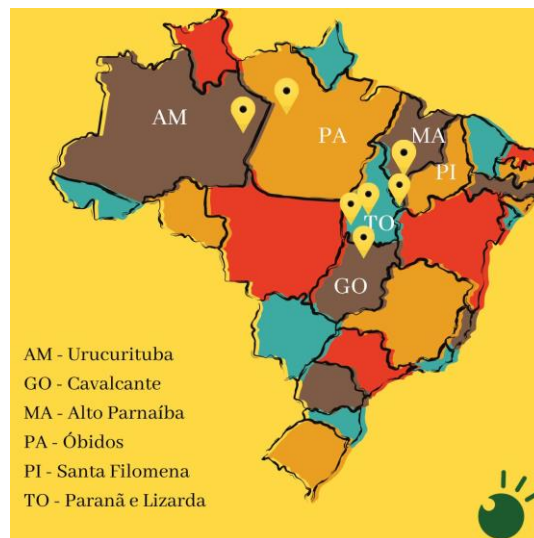 AM
PA
MA
PI
TO
GO
AM - Urucurituba
GO - Cavalcante
MA - Alto Parnaíba
PA - Óbidos
PI - Santa Filomena
TO - Paranã e Lizarda